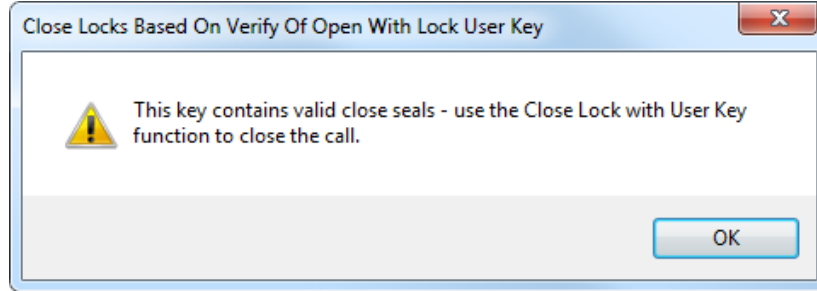 Close Locks Based On Verify Of Open With Lock User Key
This key contains valid close seals - use the Close Lock with User Key
function to close the call.
OK